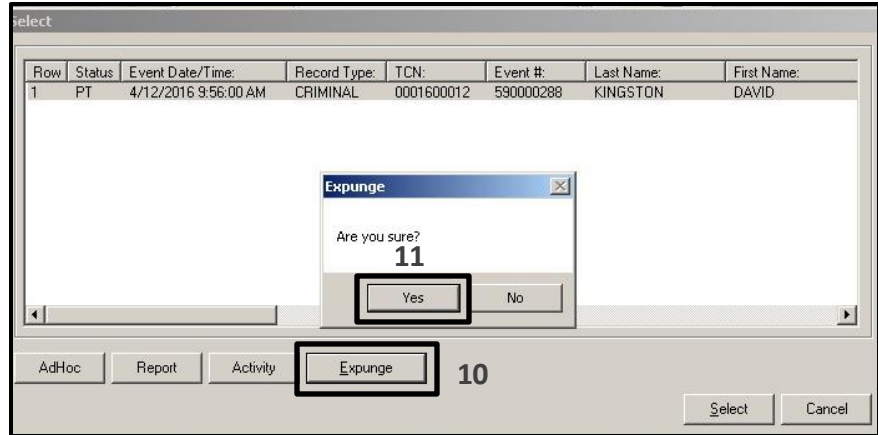 Select
Row Status Event Date/Time: Record Type: TCN: Event #: Last Name: First Name:
1 PT 4/12/2016 9:56:00 AM CRIMINAL 0001600012 590000288 KINGSTON DAVID
Expunge
Are you sure?
11
Yes No
AdHoc Report Activity Expunge 10
Select Cancel